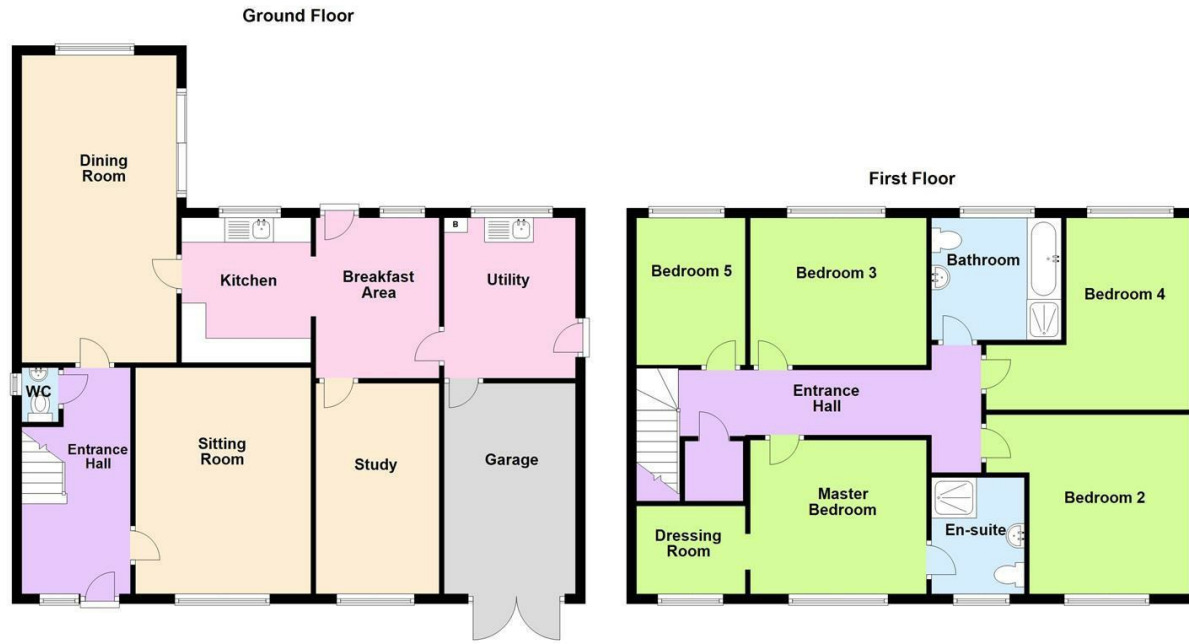 Ground Floor
Dining
Room
Kitchen
Breakfast
Area
B
Utility
WC
Entrance
Hall
Sitting
Room
Study
Garage
First Floor
Bedroom 5
Bedroom 3
Bathroom
Bedroom 4
Entrance
Hall
Master
Bedroom
Dressing
Room
En-suite
Bedroom 2